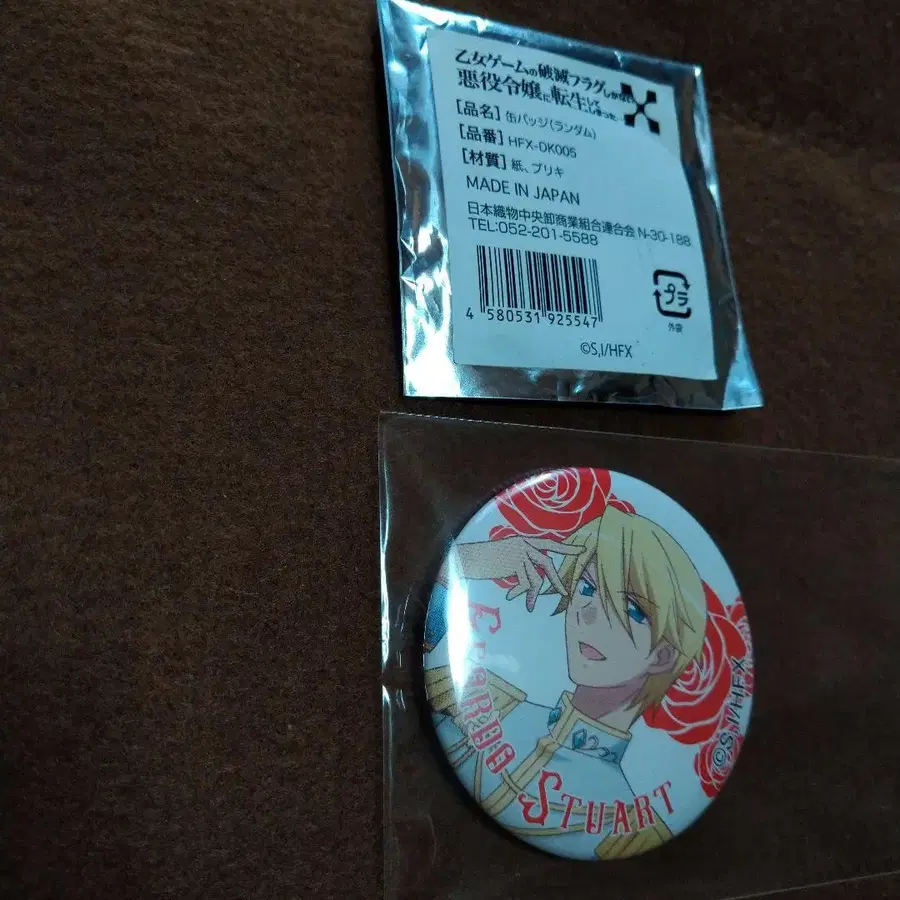 乙女ゲームの破滅フラグしかない
悪役令嬢に転生してしまった…
X
[品名] 缶バッジ(ランダム)
[品番] HFX-DK005
[材質] 紙、ブリキ
MADE IN JAPAN
日本織物中央卸商業組合連合会 N-30-188
TEL:052-201-5588
4 580531 925547
プラ
外袋
©S,I/HFX
STUART
©S,I/HFX